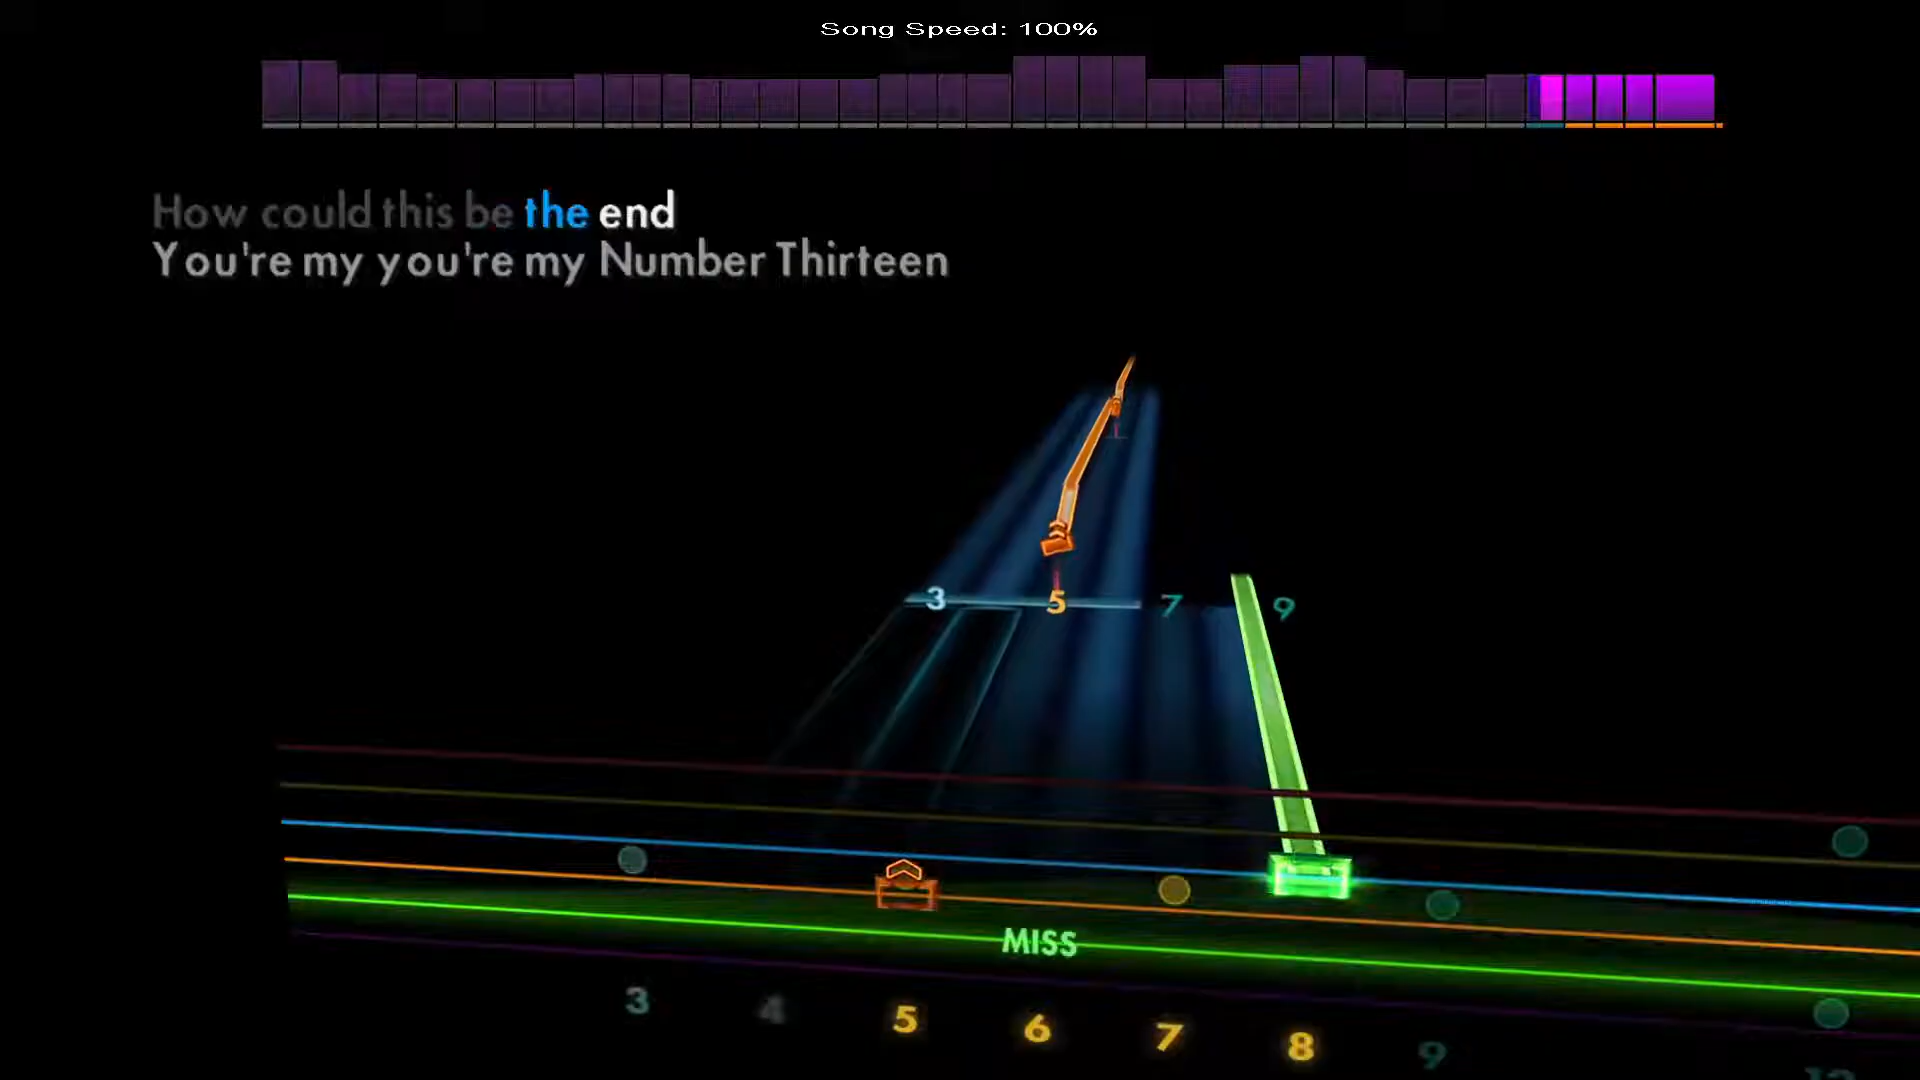 Song Speed: 100%
How could this be the end
You're my you're my Number Thirteen
3 5 7 9
MISS
3 4 5 6 7 8 9 12